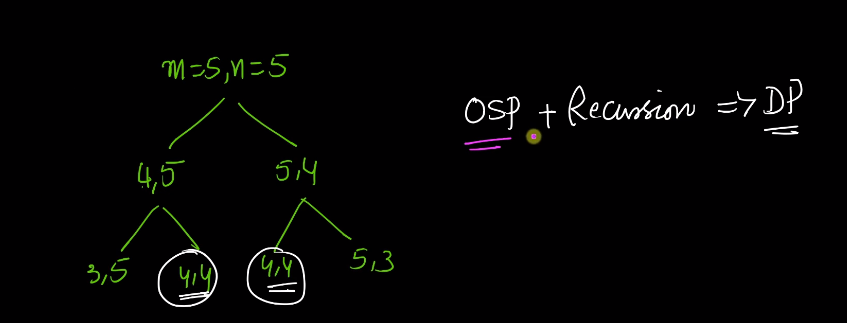 m=5,n=5
OSP + Recursion => DP
4,5 5,4
3,5 4,4 4,4 5,3